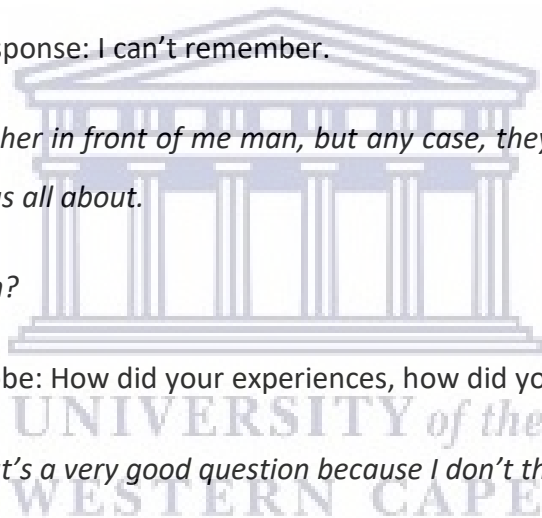 sponse: I can’t remember.
her in front of me man, but any case, they
s all about.
n?
be: How did your experiences, how did yo
UNIVERSITY of the
t’s a very good question because I don’t th
WESTERN CAPE